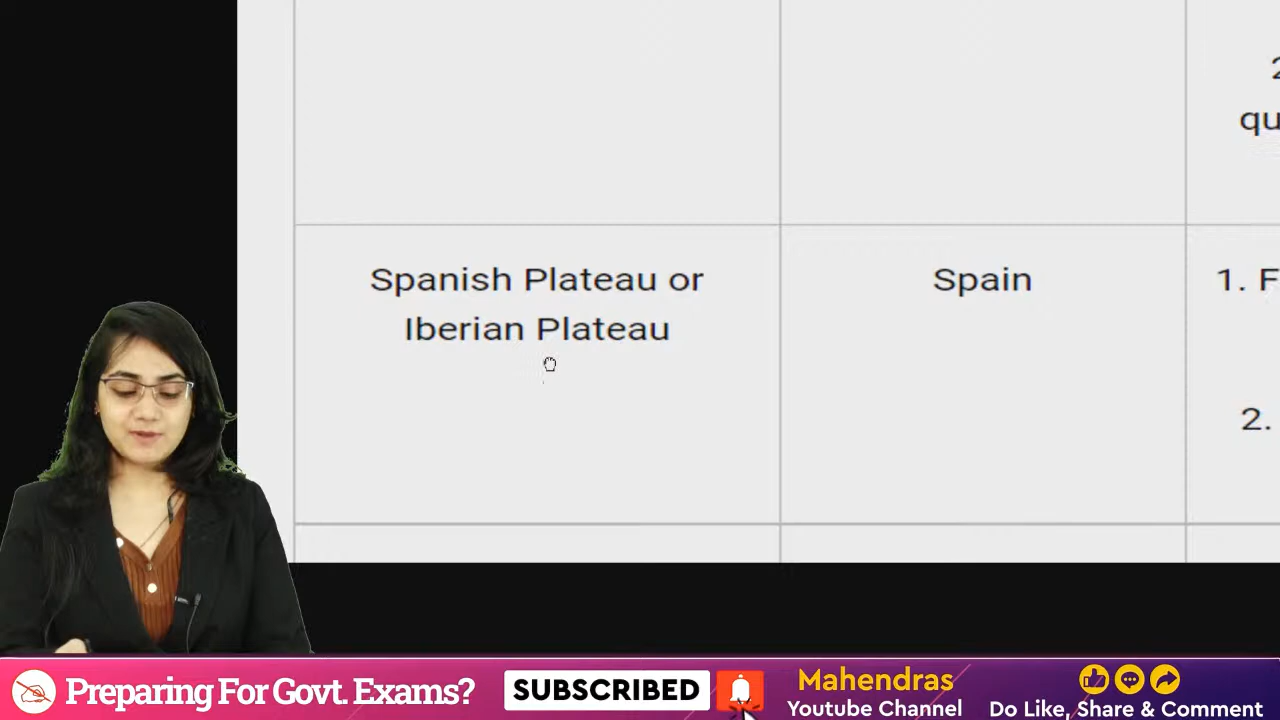 2
qu
Spanish Plateau or
Iberian Plateau
Spain
1. F
2.
Preparing For Govt. Exams?
SUBSCRIBED
Mahendras
Youtube Channel
Do Like, Share & Comment